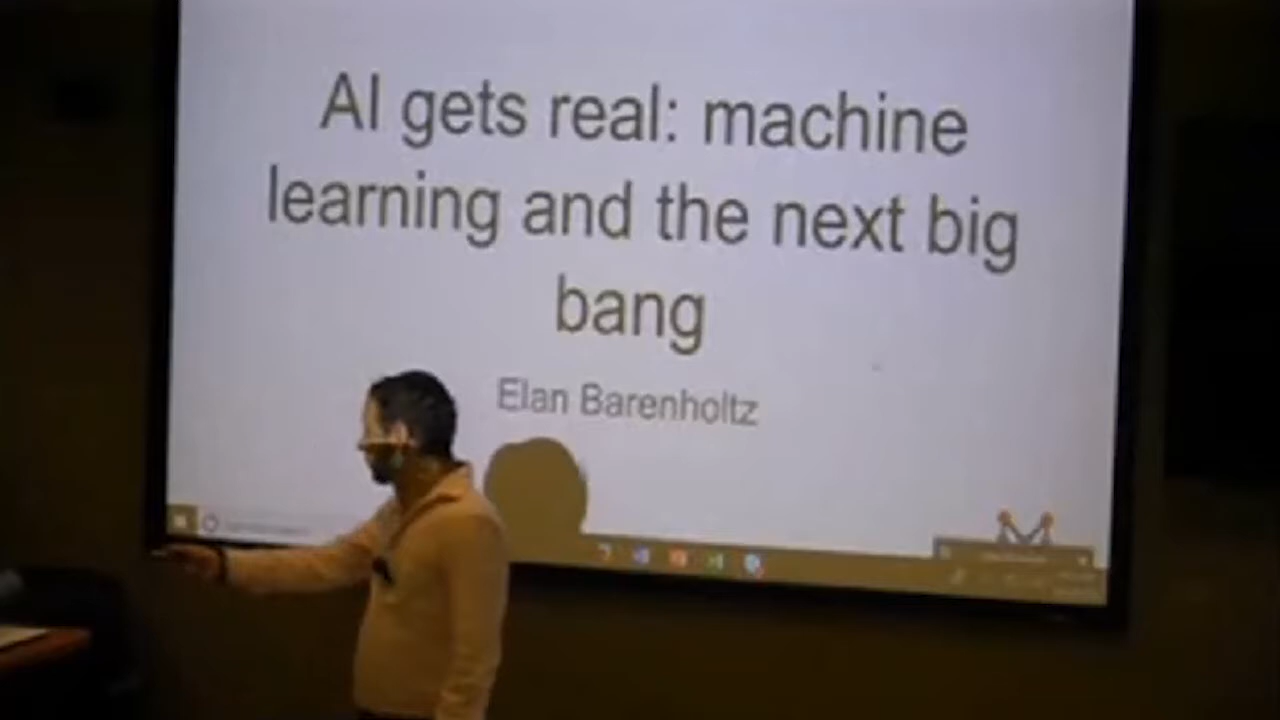 AI gets real: machine
learning and the next big
bang
Elan Barenholtz